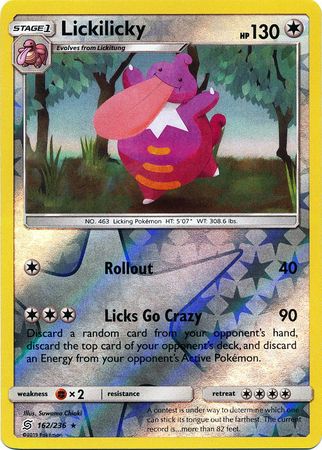 STAGE1 Lickilicky HP 130
Evolves from Lickitung
NO. 463 Licking Pokémon HT: 5'07" WT: 308.6 lbs.
Rollout 40
Licks Go Crazy 90
Discard a random card from your opponent's hand,
discard the top card of your opponent's deck, and discard
an Energy from your opponent's Active Pokémon.
weakness ×2 resistance retreat
Illus. Suwama Chiaki
162/236 ★
©2019 Pokémon
A contest is under way to determine which one
can stick its tongue out the farthest. The current
record is...more than 82 feet.